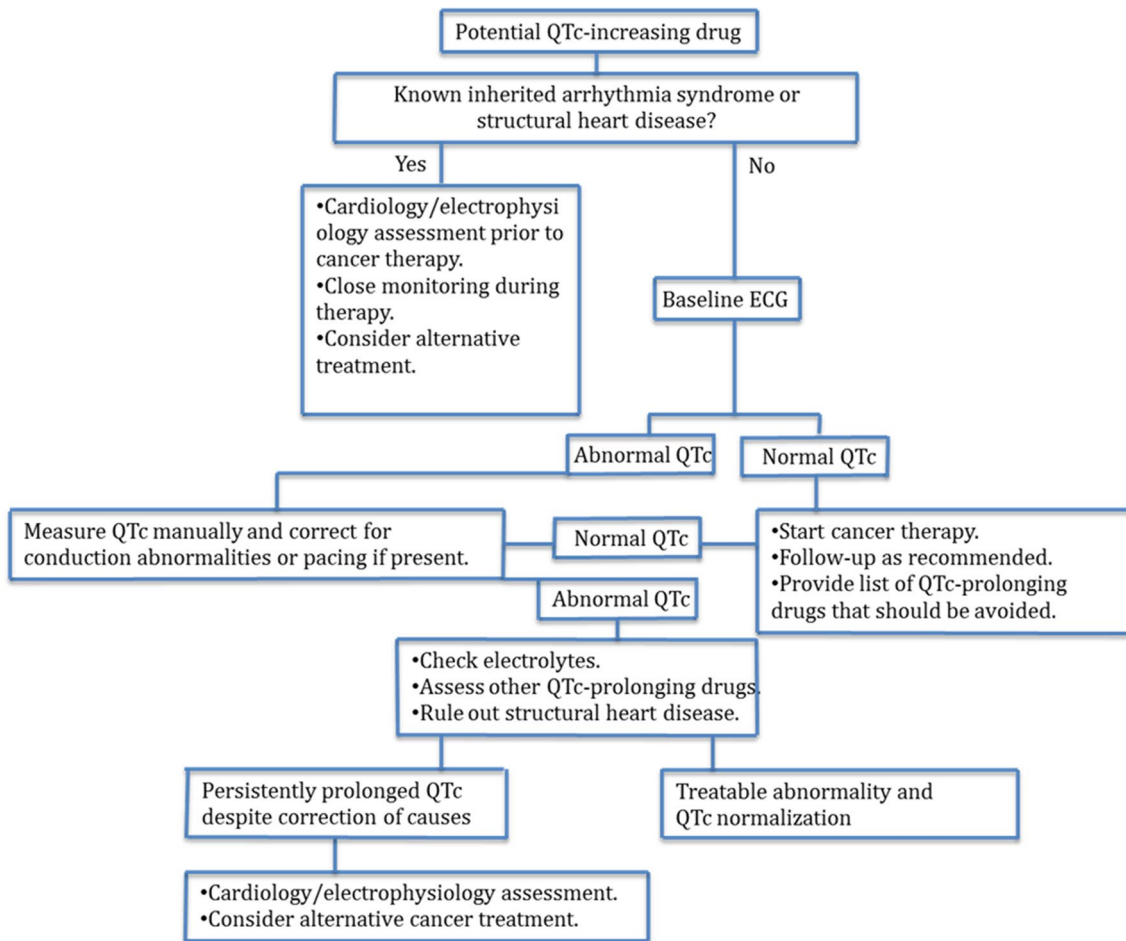 Potential QTc-increasing drug
Known inherited arrhythmia syndrome or
structural heart disease?
Yes
No
•Cardiology/electrophysi
ology assessment prior to
cancer therapy.
•Close monitoring during
therapy.
•Consider alternative
treatment.
Baseline ECG
Abnormal QTc
Normal QTc
Measure QTc manually and correct for
conduction abnormalities or pacing if present.
Normal QTc
•Start cancer therapy.
•Follow-up as recommended.
•Provide list of QTc-prolonging
drugs that should be avoided.
Abnormal QTc
•Check electrolytes.
•Assess other QTc-prolonging drugs.
•Rule out structural heart disease.
Persistently prolonged QTc
despite correction of causes
Treatable abnormality and
QTc normalization
•Cardiology/electrophysiology assessment.
•Consider alternative cancer treatment.